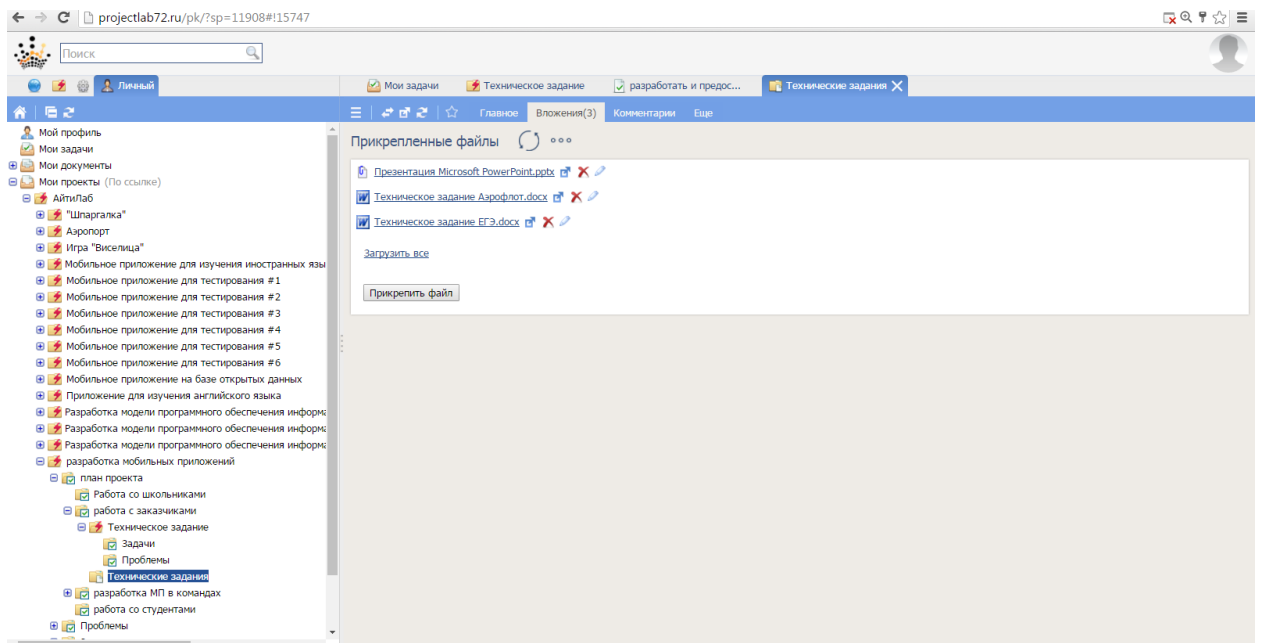 projectlab72.ru/pk/?sp=11908#!15747
Поиск
Личный
Мои задачи
Техническое задание
разработать и предос...
Технические задания
Главное
Вложения(3)
Комментарии
Еще
Мой профиль
Мои задачи
Мои документы
Мои проекты (По ссылке)
АйтиЛаб
"Шпаргалка"
Аэропорт
Игра "Виселица"
Мобильное приложение для изучения иностранных язы
Мобильное приложение для тестирования #1
Мобильное приложение для тестирования #2
Мобильное приложение для тестирования #3
Мобильное приложение для тестирования #4
Мобильное приложение для тестирования #5
Мобильное приложение для тестирования #6
Мобильное приложение на базе открытых данных
Приложение для изучения английского языка
Разработка модели программного обеспечения информа
Разработка модели программного обеспечения информа
Разработка модели программного обеспечения информа
разработка мобильных приложений
план проекта
Работа со школьниками
работа с заказчиками
Техническое задание
Задачи
Проблемы
Технические задания
разработка МП в командах
работа со студентами
Проблемы
Прикрепленные файлы
Презентация Microsoft PowerPoint.pptx
Техническое задание Аэрофлот.docx
Техническое задание ЕГЭ.docx
Загрузить все
Прикрепить файл